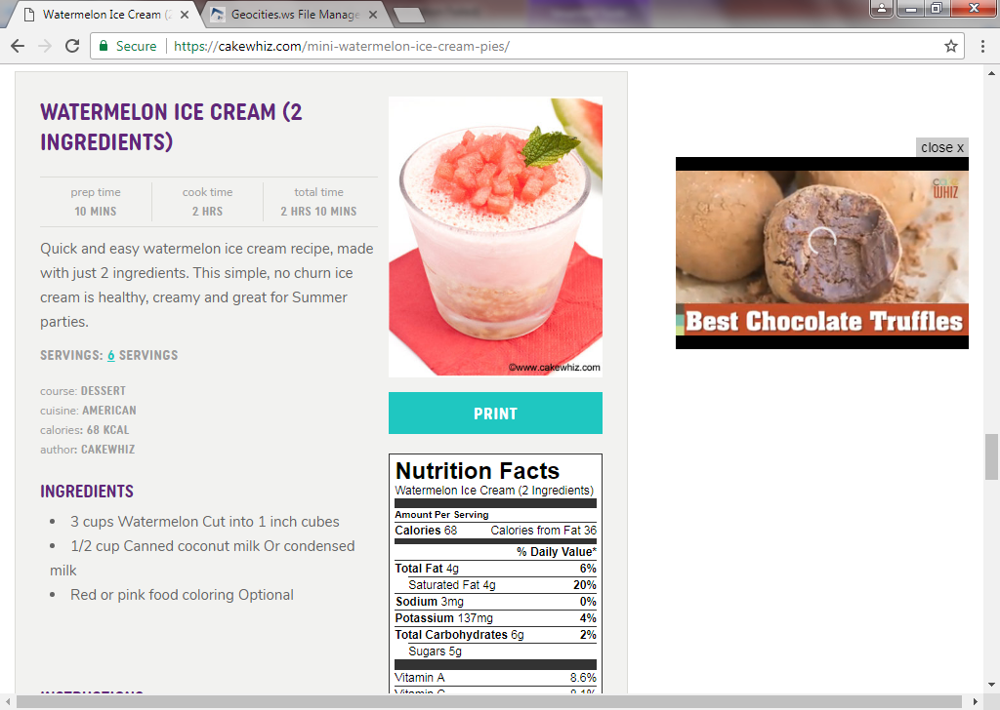 Watermelon Ice Cream (2
Geocities.ws File Manage
Secure
https://cakewhiz.com/mini-watermelon-ice-cream-pies/
WATERMELON ICE CREAM (2
INGREDIENTS)
prep time
cook time
total time
10 MINS
2 HRS
2 HRS 10 MINS
Quick and easy watermelon ice cream recipe, made
with just 2 ingredients. This simple, no churn ice
cream is healthy, creamy and great for Summer
parties.
SERVINGS: 6 SERVINGS
course: DESSERT
cuisine: AMERICAN
calories: 68 KCAL
author: CAKEWHIZ
INGREDIENTS
3 cups Watermelon Cut into 1 inch cubes
1/2 cup Canned coconut milk Or condensed
milk
Red or pink food coloring Optional
©www.cakewhiz.com
PRINT
Nutrition Facts
Watermelon Ice Cream (2 Ingredients)
Amount Per Serving
Calories 68 Calories from Fat 36
% Daily Value*
Total Fat 4g 6%
Saturated Fat 4g 20%
Sodium 3mg 0%
Potassium 137mg 4%
Total Carbohydrates 6g 2%
Sugars 5g
Vitamin A 8.6%
close x
WHIZ
Best Chocolate Truffles